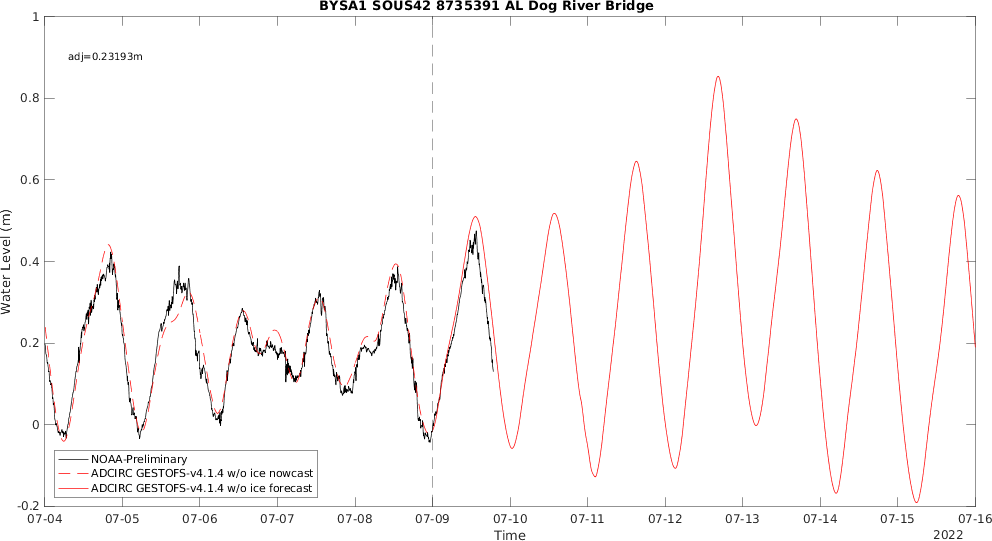 BYSA1 SOUS42 8735391 AL Dog River Bridge
adj=0.23193m
Water Level (m)
1
0.8
0.6
0.4
0.2
0
-0.2
NOAA-Preliminary
ADCIRC GESTOFS-v4.1.4 w/o ice nowcast
ADCIRC GESTOFS-v4.1.4 w/o ice forecast
07-04 07-05 07-06 07-07 07-08 07-09 07-10 07-11 07-12 07-13 07-14 07-15 07-16
Time
2022